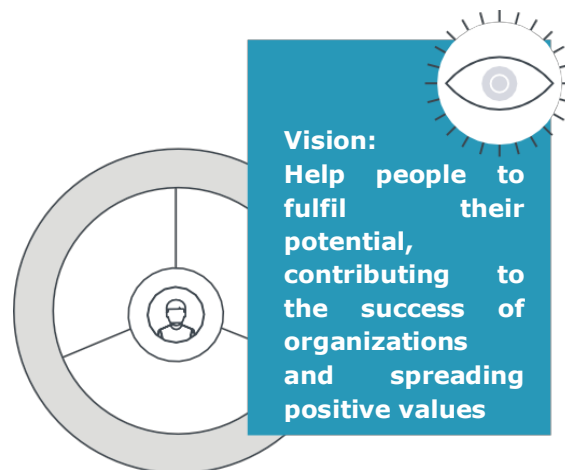 Vision:
Help people to
fulfil their
potential,
contributing to
the success of
organizations
and spreading
positive values